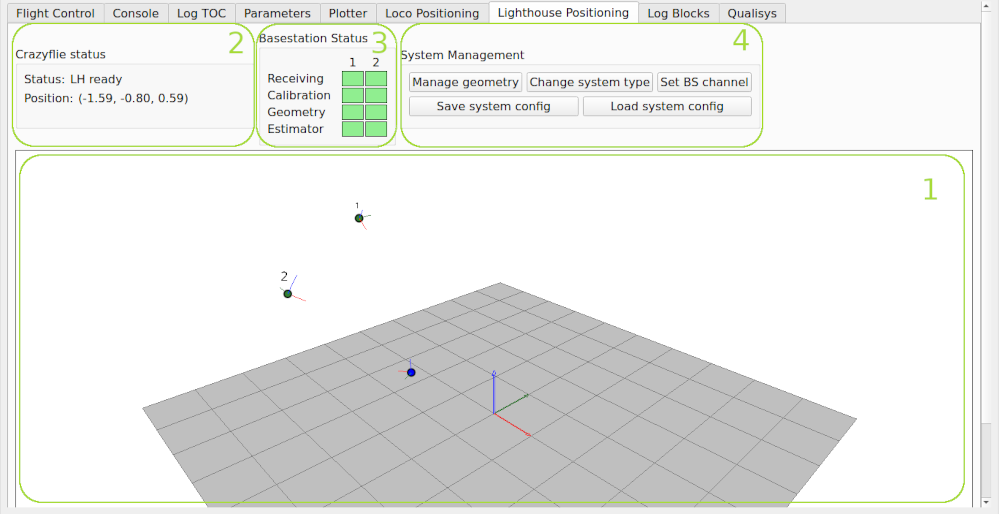 Flight Control Console Log TOC Parameters Plotter Loco Positioning Lighthouse Positioning Log Blocks Qualisys
2
Crazyflie status
Status: LH ready
Position: (-1.59, -0.80, 0.59)
3
Basestation Status
1 2
Receiving
Calibration
Geometry
Estimator
4
System Management
Manage geometry Change system type Set BS channel
Save system config Load system config
1
1
2